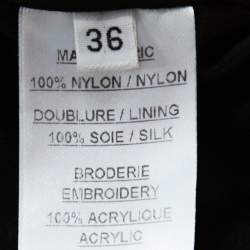 36
100% NYLON / NYLON
DOUBLURE / LINING
100% SOIE / SILK
BRODERIE
EMBROIDERY
100% ACRYLIQUE
ACRYLIC